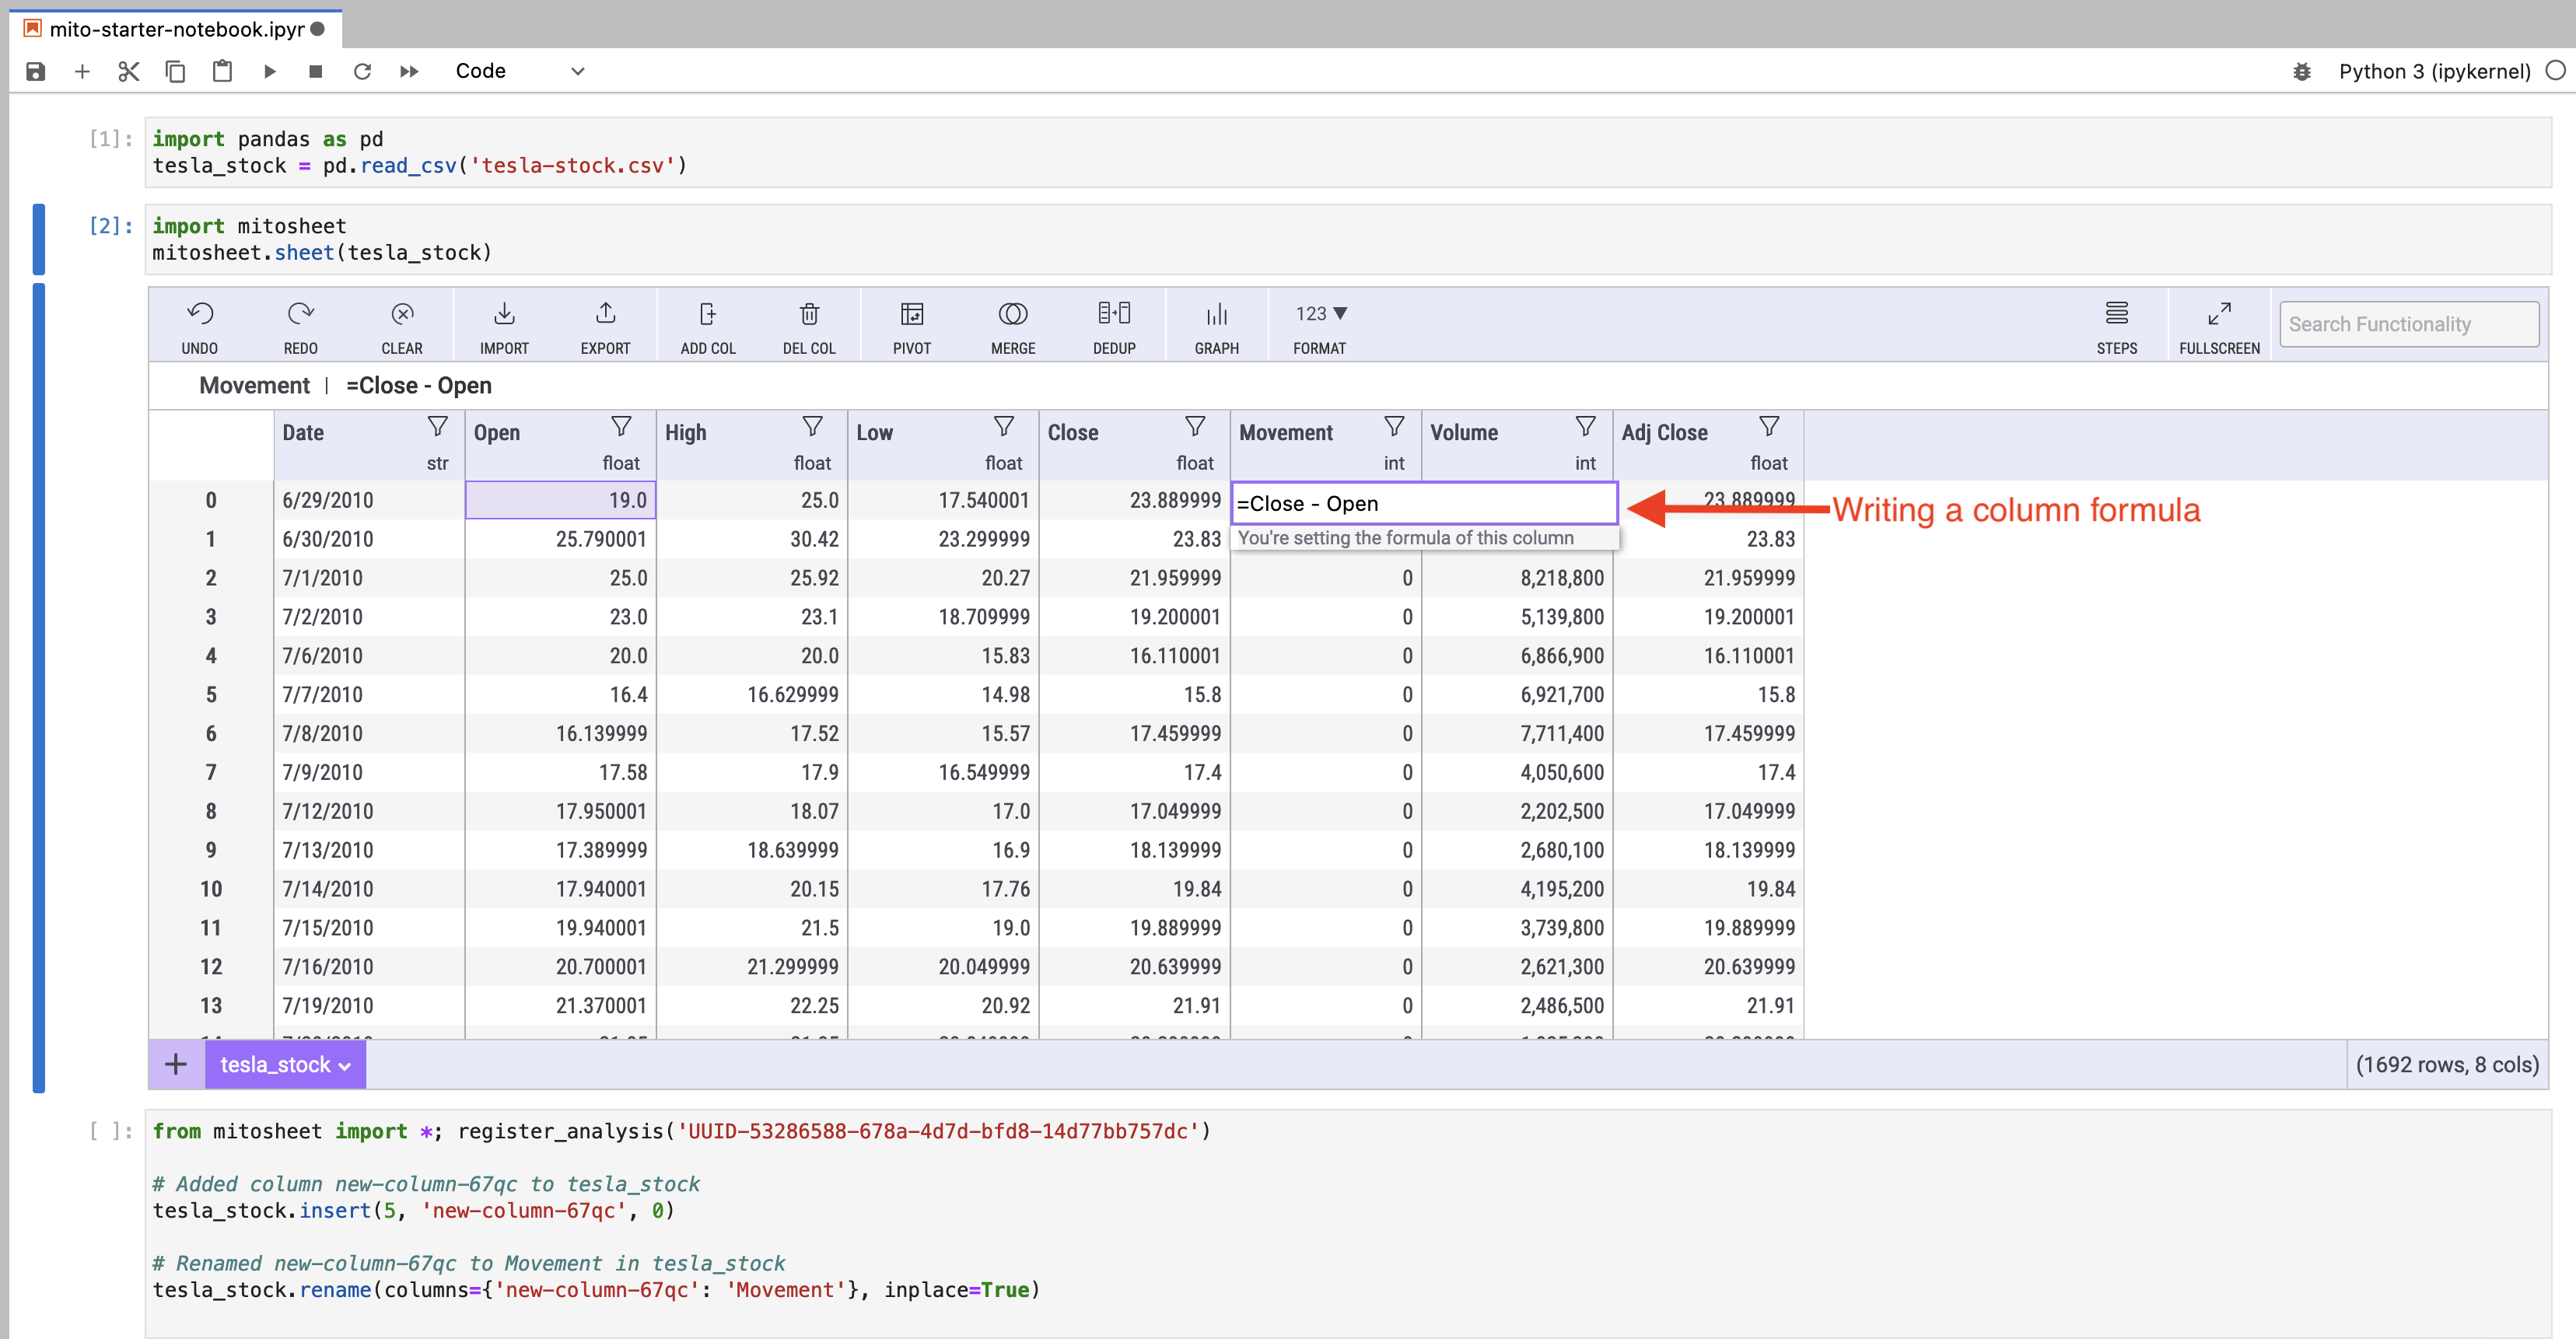 mito-starter-notebook.ipyr
Code
Python 3 (ipykernel)
[1]: import pandas as pd
tesla_stock = pd.read_csv('tesla-stock.csv')
[2]: import mitosheet
mitosheet.sheet(tesla_stock)
UNDO REDO CLEAR IMPORT EXPORT ADD COL DEL COL PIVOT MERGE DEDUP GRAPH 123 FORMAT STEPS FULLSCREEN Search Functionality
Movement | =Close - Open
Date Open High Low Close Movement Volume Adj Close
str float float float float int int float
0 6/29/2010 19.0 25.0 17.540001 23.889999 =Close - Open 23.889999 Writing a column formula
1 6/30/2010 25.790001 30.42 23.299999 23.83 You're setting the formula of this column 23.83
2 7/1/2010 25.0 25.92 20.27 21.959999 0 8,218,800 21.959999
3 7/2/2010 23.0 23.1 18.709999 19.200001 0 5,139,800 19.200001
4 7/6/2010 20.0 20.0 15.83 16.110001 0 6,866,900 16.110001
5 7/7/2010 16.4 16.629999 14.98 15.8 0 6,921,700 15.8
6 7/8/2010 16.139999 17.52 15.57 17.459999 0 7,711,400 17.459999
7 7/9/2010 17.58 17.9 16.549999 17.4 0 4,050,600 17.4
8 7/12/2010 17.950001 18.07 17.0 17.049999 0 2,202,500 17.049999
9 7/13/2010 17.389999 18.639999 16.9 18.139999 0 2,680,100 18.139999
10 7/14/2010 17.940001 20.15 17.76 19.84 0 4,195,200 19.84
11 7/15/2010 19.940001 21.5 19.0 19.889999 0 3,739,800 19.889999
12 7/16/2010 20.700001 21.299999 20.049999 20.639999 0 2,621,300 20.639999
13 7/19/2010 21.370001 22.25 20.92 21.91 0 2,486,500 21.91
+ tesla_stock (1692 rows, 8 cols)
[ ]: from mitosheet import *; register_analysis('UUID-53286588-678a-4d7d-bfd8-14d77bb757dc')
# Added column new-column-67qc to tesla_stock
tesla_stock.insert(5, 'new-column-67qc', 0)
# Renamed new-column-67qc to Movement in tesla_stock
tesla_stock.rename(columns={'new-column-67qc': 'Movement'}, inplace=True)